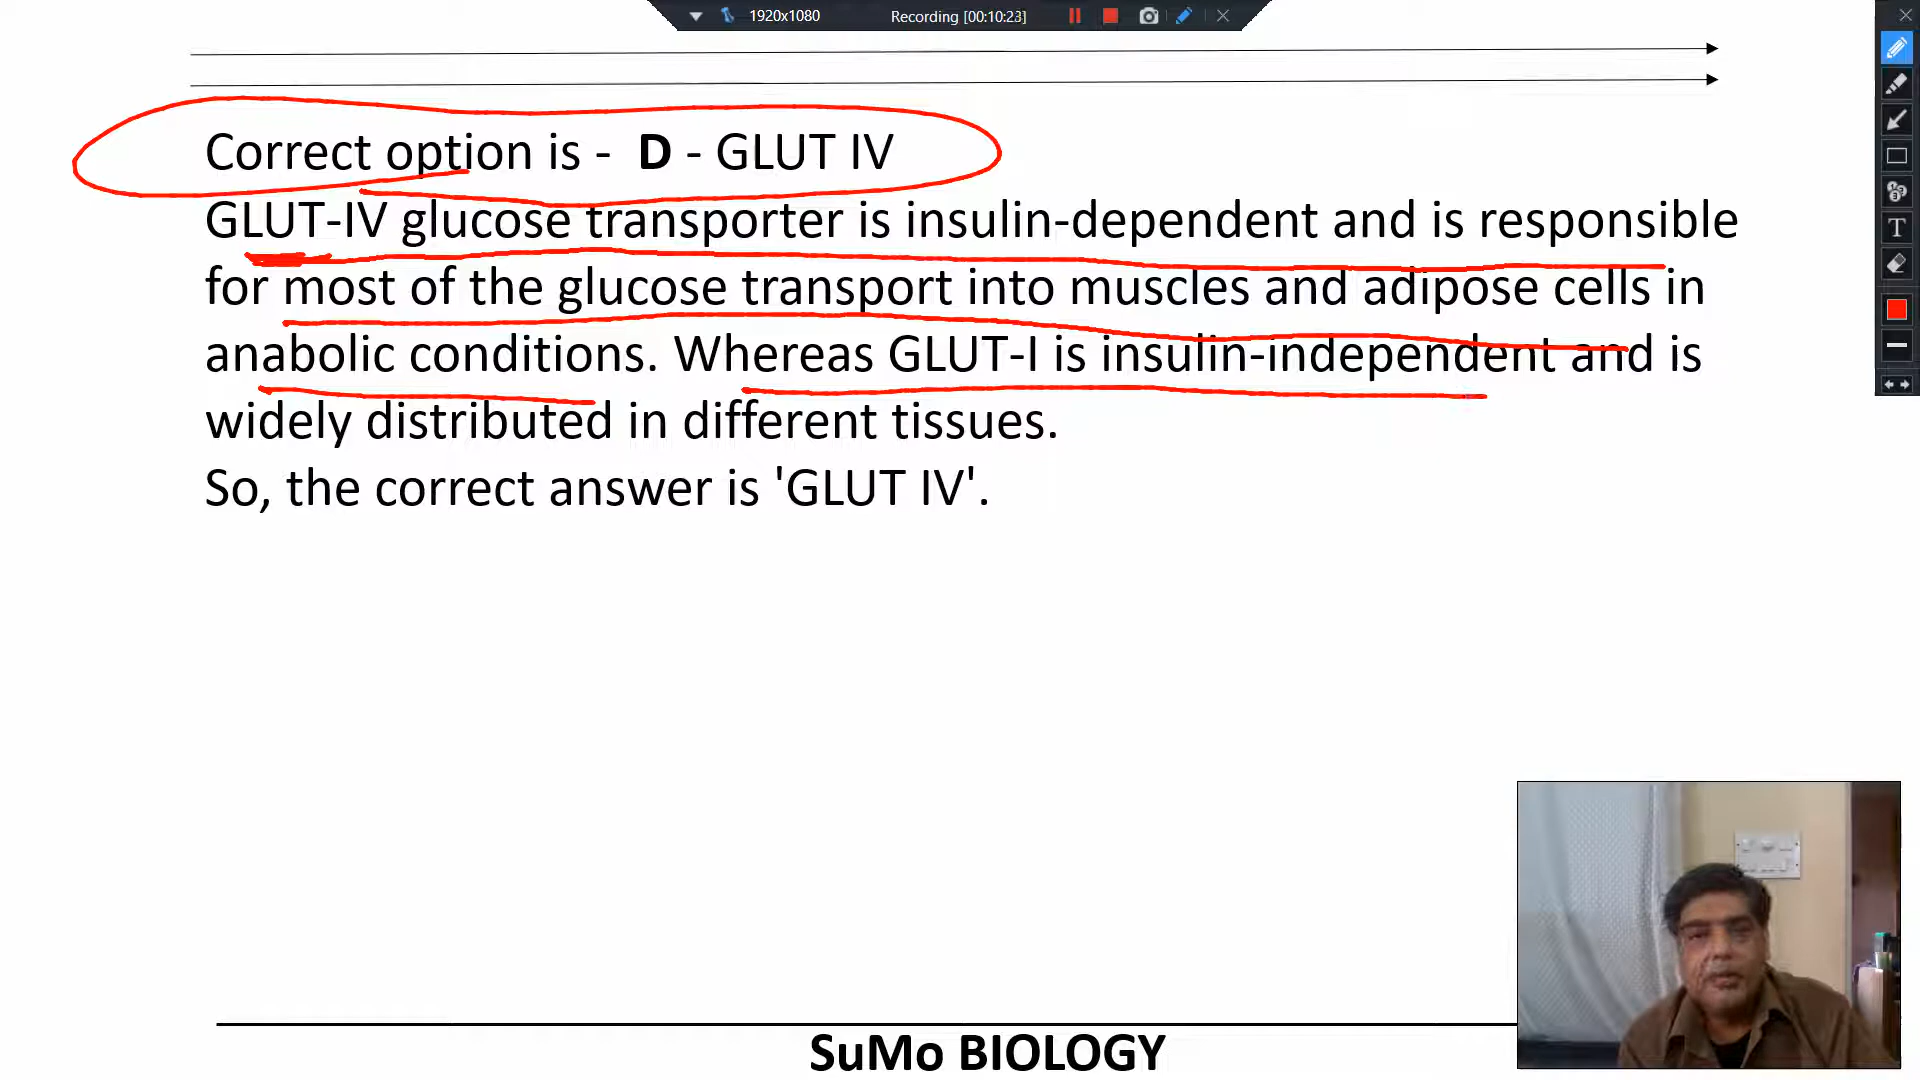 1920x1080 Recording [00:10:23]
Correct option is - D - GLUT IV
GLUT-IV glucose transporter is insulin-dependent and is responsible
for most of the glucose transport into muscles and adipose cells in
anabolic conditions. Whereas GLUT-I is insulin-independent and is
widely distributed in different tissues.
So, the correct answer is 'GLUT IV'.
SuMo BIOLOGY